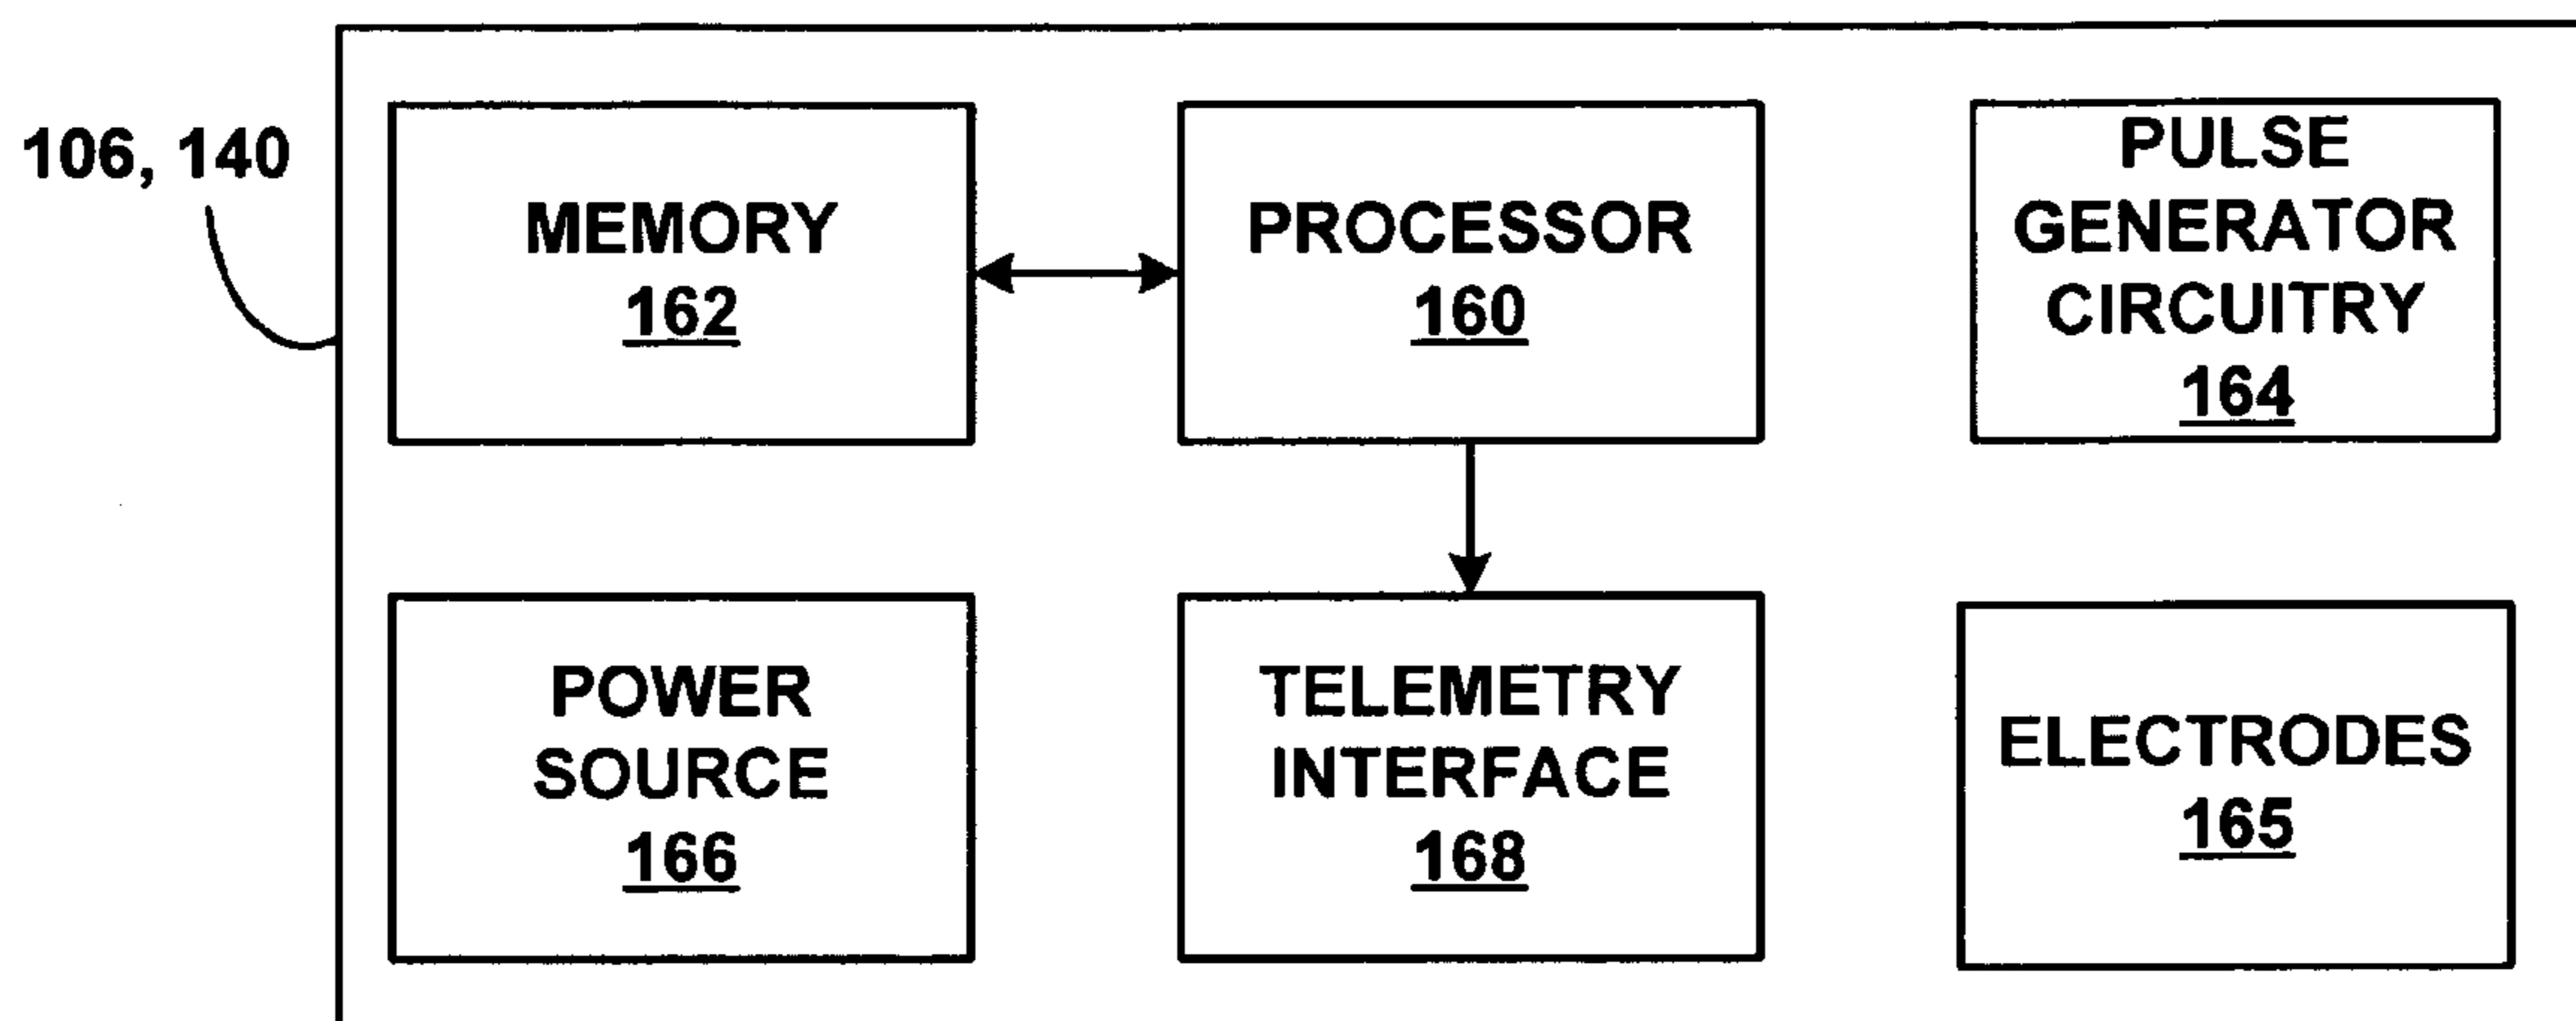 106, 140
MEMORY
162
PROCESSOR
160
PULSE
GENERATOR
CIRCUITRY
164
POWER
SOURCE
166
TELEMETRY
INTERFACE
168
ELECTRODES
165